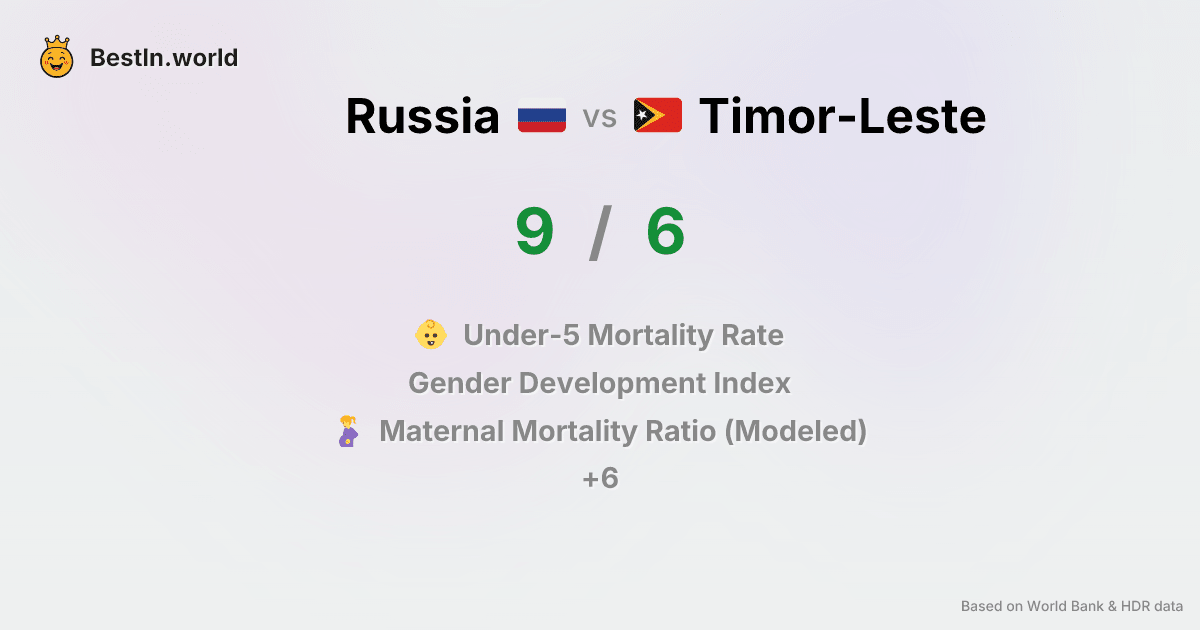 BestIn.world
Russia vs Timor-Leste
9 / 6
Under-5 Mortality Rate
Gender Development Index
Maternal Mortality Ratio (Modeled)
+6
Based on World Bank & HDR data